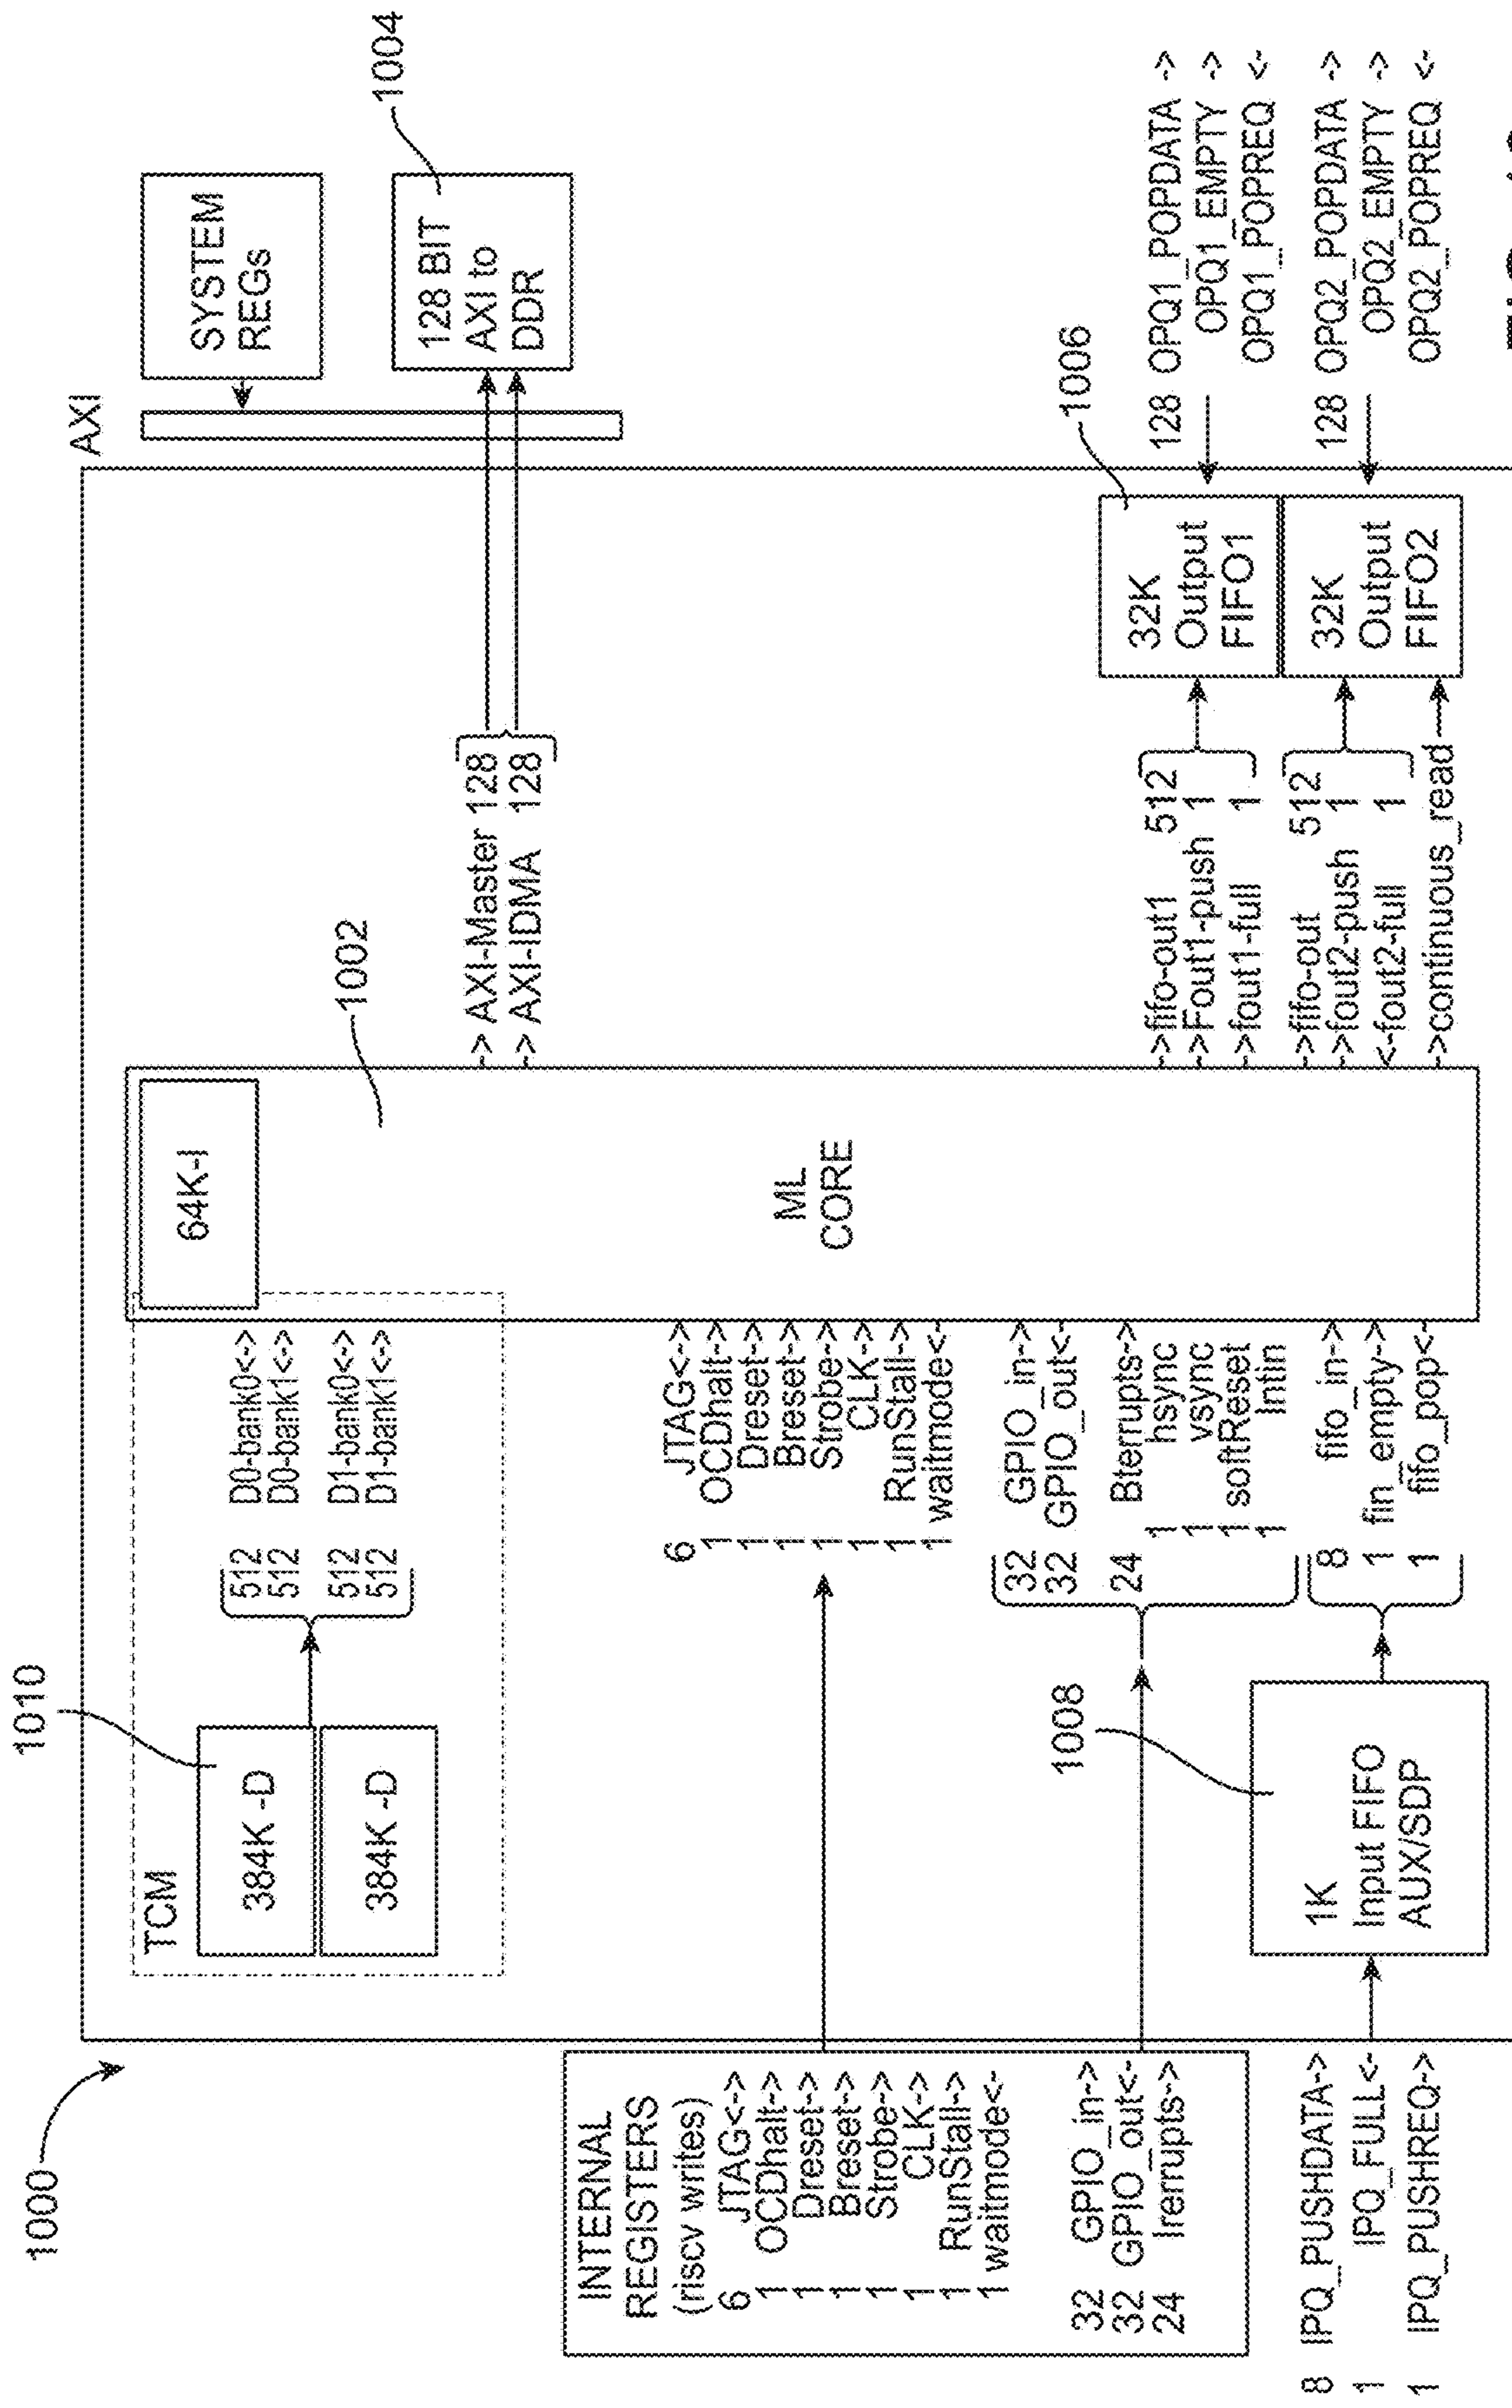 1000
INTERNAL
REGISTERS
(riscv writes)
6 JTAG<->
1 OCDhalt->
1 Dreset->
1 Breset->
1 Strobe->
1 CLK->
1 RunStall->
1 waitmode<-
32 GPIO_in->
32 GPIO_out<-
24 Irerrupts->
8 IPQ_PUSHDATA->
1 IPQ_FULL<-
1 IPQ_PUSHREQ->
1010
TCM
384K -D
384K -D
512 D0-bank0<->
512 D0-bank1<->
512 D1-bank0<->
512 D1-bank1<->
6 JTAG<->
1 OCDhalt->
1 Dreset->
1 Breset->
1 Strobe->
1 CLK->
1 RunStall->
1 waitmode<-
32 GPIO_in->
32 GPIO_out<-
24 Bterrupts->
1 hsync
1 vsync
1 softReset
1 Intin
1008
1K
Input FIFO
AUX/SDP
8 fifo_in->
1 fin_empty->
1 fifo_pop<-
64K-I
1002
ML
CORE
->AXI-Master 128
->AXI-IDMA 128
->fifo-out1 512
->Fout1-push 1
->fout1-full 1
->fifo-out 512
->fout2-push 1
<-fout2-full 1
->continuous_read
1006
32K
Output
FIFO1
32K
Output
FIFO2
AXI
SYSTEM
REGs
1004
128 BIT
AXI to
DDR
128 OPQ1_POPDATA ->
OPQ1_EMPTY ->
OPQ1_POPREQ <-
128 OPQ2_POPDATA ->
OPQ2_EMPTY ->
OPQ2_POPREQ <-